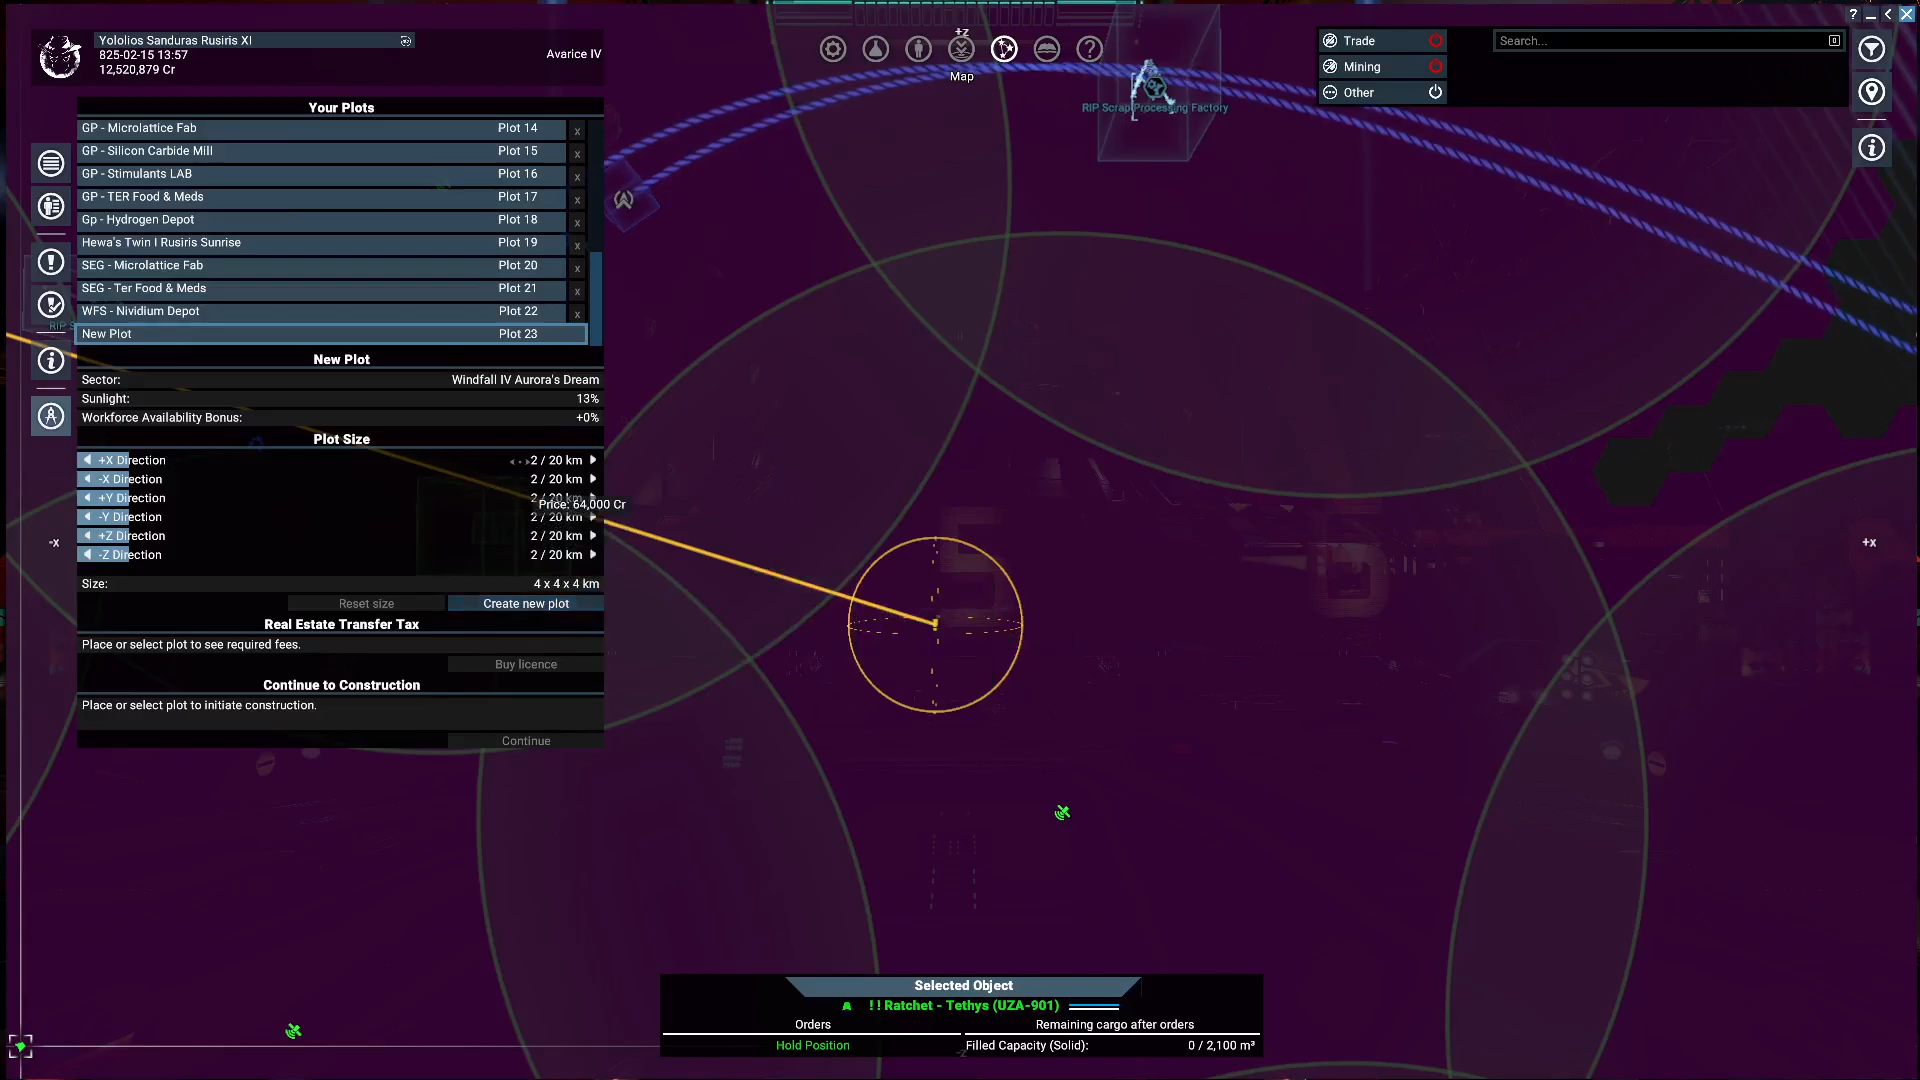 Yololios Sanduras Rusiris XI
825-02-15 13:57
12,520,879 Cr
Avarice IV
+Z
Map
Trade
Mining
Other
Search...
RIP Scrap Processing Factory
Your Plots
GP - Microlattice Fab Plot 14 x
GP - Silicon Carbide Mill Plot 15 x
GP - Stimulants LAB Plot 16 x
GP - TER Food & Meds Plot 17 x
Gp - Hydrogen Depot Plot 18 x
Hewa's Twin I Rusiris Sunrise Plot 19 x
SEG - Microlattice Fab Plot 20 x
SEG - Ter Food & Meds Plot 21 x
WFS - Nividium Depot Plot 22 x
New Plot Plot 23
RIP S
New Plot
Sector: Windfall IV Aurora's Dream
Sunlight: 13%
Workforce Availability Bonus: +0%
Plot Size
+X Direction 2 / 20 km
-X Direction 2 / 20 km
+Y Direction 2 / 20 km
Price: 64,000 Cr
-Y Direction 2 / 20 km
+Z Direction 2 / 20 km
-Z Direction 2 / 20 km
-X
+X
Size: 4 x 4 x 4 km
Reset size Create new plot
Real Estate Transfer Tax
Place or select plot to see required fees.
Buy licence
Continue to Construction
Place or select plot to initiate construction.
Continue
Selected Object
!! Ratchet - Tethys (UZA-901)
Orders Remaining cargo after orders
Hold Position Filled Capacity (Solid): 0 / 2,100 m³
-Z